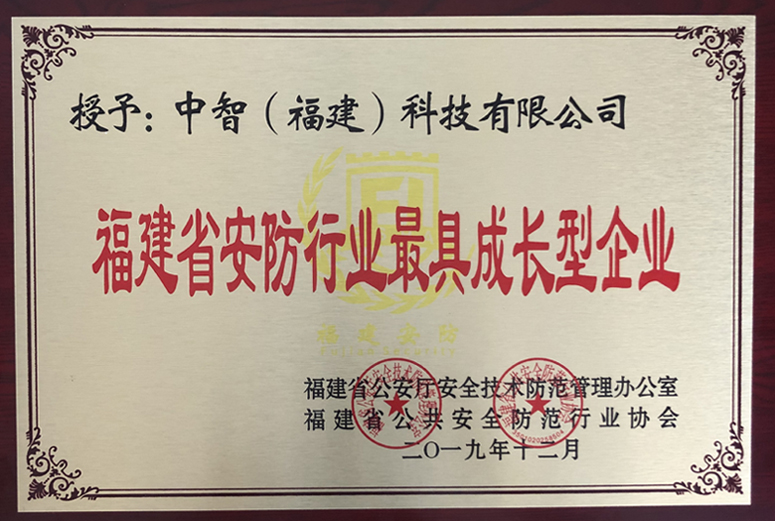 授予：中智（福建）科技有限公司
福建省安防行业最具成长型企业
福建安防
福建省公安厅安全技术防范管理办公室
福建省公共安全防范行业协会
二〇一九年十二月